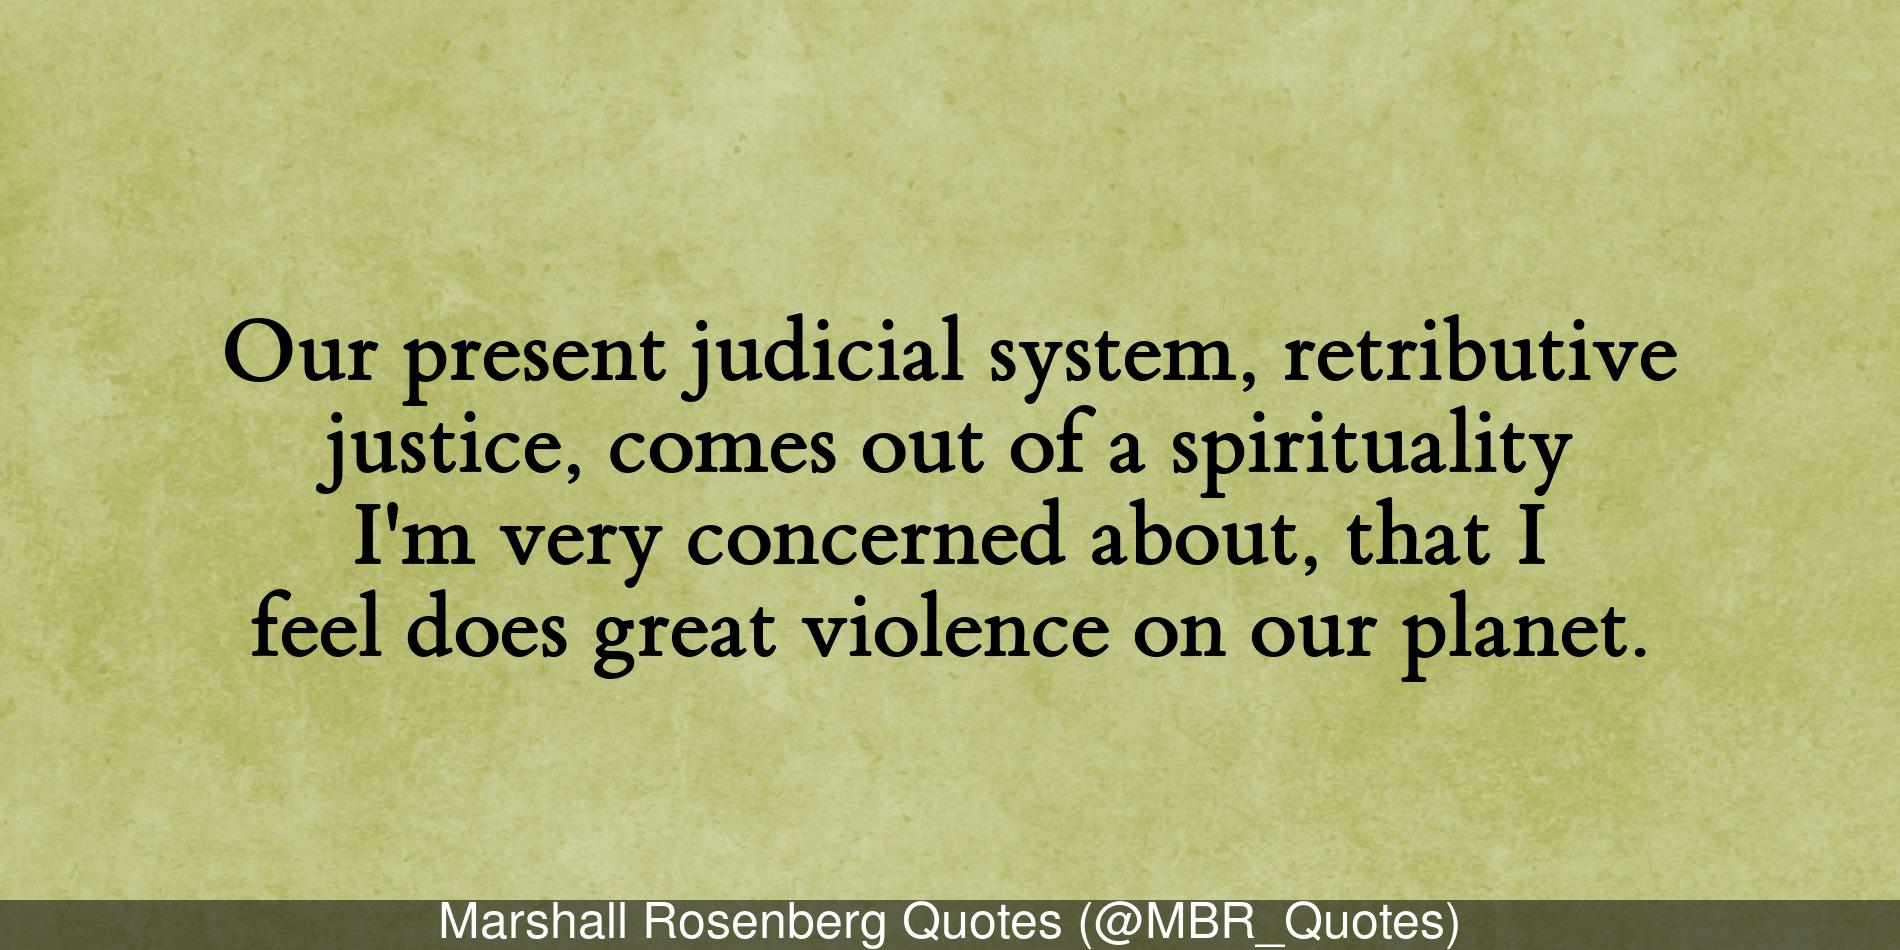 Our present judicial system, retributive
justice, comes out of a spirituality
I'm very concerned about, that I
feel does great violence on our planet.
Marshall Rosenberg Quotes (@MBR_Quotes)